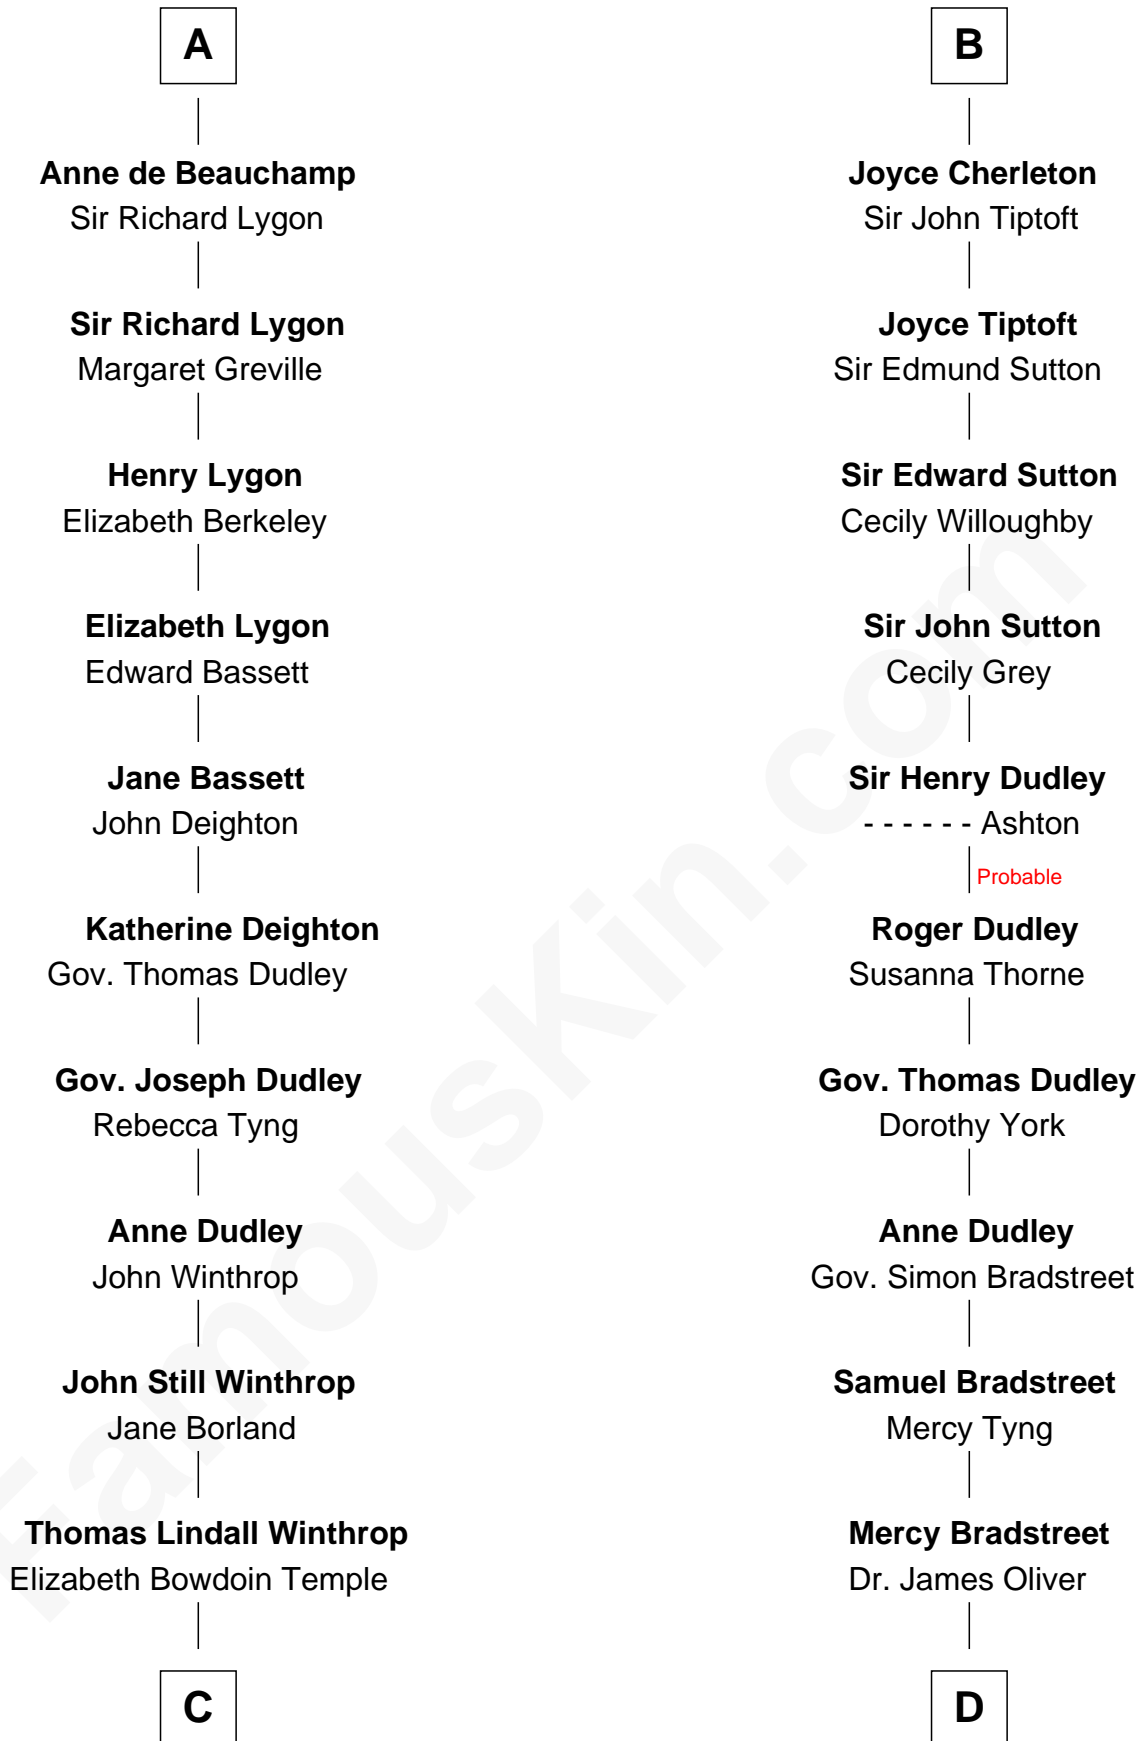 A
Anne de Beauchamp
Sir Richard Lygon
Sir Richard Lygon
Margaret Greville
Henry Lygon
Elizabeth Berkeley
Elizabeth Lygon
Edward Bassett
Jane Bassett
John Deighton
Katherine Deighton
Gov. Thomas Dudley
Gov. Joseph Dudley
Rebecca Tyng
Anne Dudley
John Winthrop
John Still Winthrop
Jane Borland
Thomas Lindall Winthrop
Elizabeth Bowdoin Temple
C
B
Joyce Cherleton
Sir John Tiptoft
Joyce Tiptoft
Sir Edmund Sutton
Sir Edward Sutton
Cecily Willoughby
Sir John Sutton
Cecily Grey
Sir Henry Dudley
- - - - - - Ashton
Probable
Roger Dudley
Susanna Thorne
Gov. Thomas Dudley
Dorothy York
Anne Dudley
Gov. Simon Bradstreet
Samuel Bradstreet
Mercy Tyng
Mercy Bradstreet
Dr. James Oliver
D
FamousKin.com